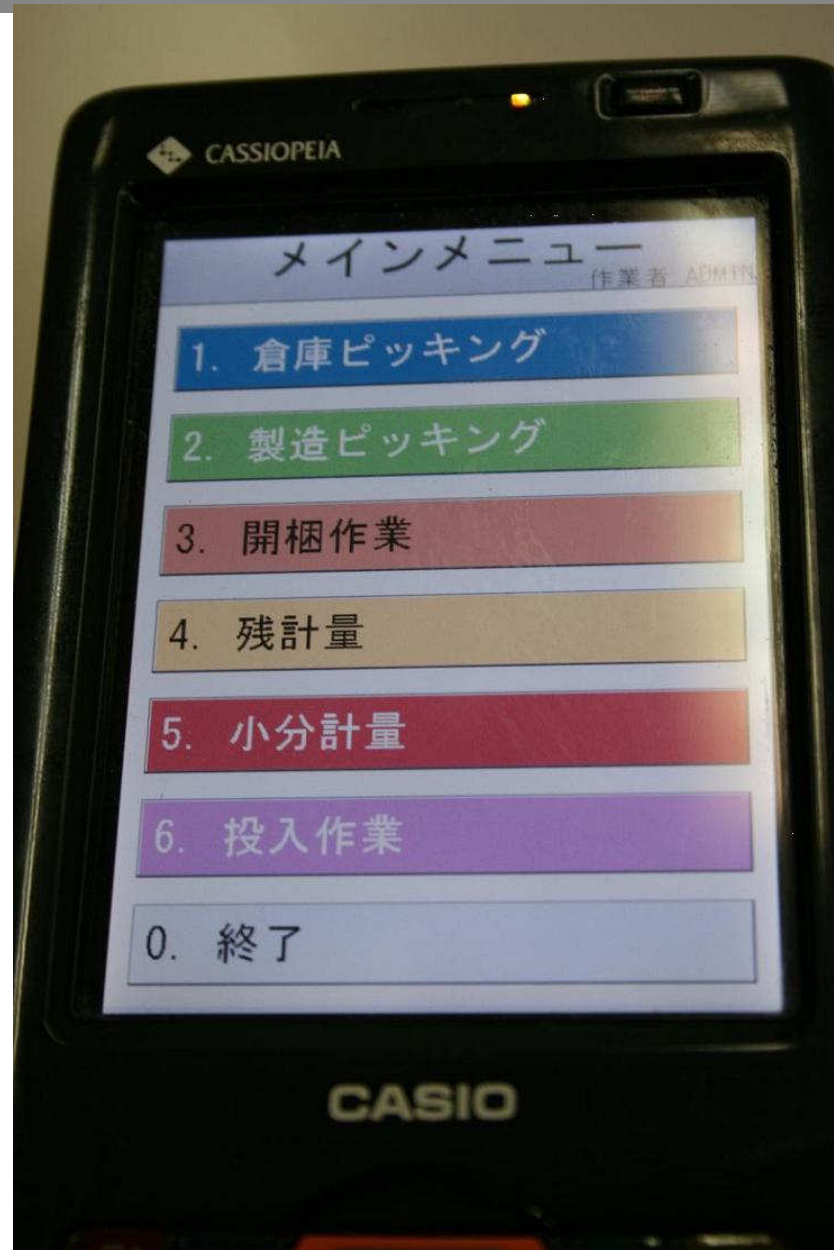 CASSIOPEIA
メインメニュー
作業者 ADMIN
1. 倉庫ピッキング
2. 製造ピッキング
3. 開梱作業
4. 残計量
5. 小分計量
6. 投入作業
0. 終了
CASIO